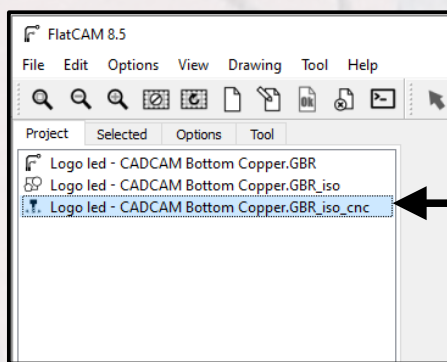 FlatCAM 8.5
File Edit Options View Drawing Tool Help
Ok
Project Selected Options Tool
Logo led - CADCAM Bottom Copper.GBR
Logo led - CADCAM Bottom Copper.GBR_iso
Logo led - CADCAM Bottom Copper.GBR_iso_cnc